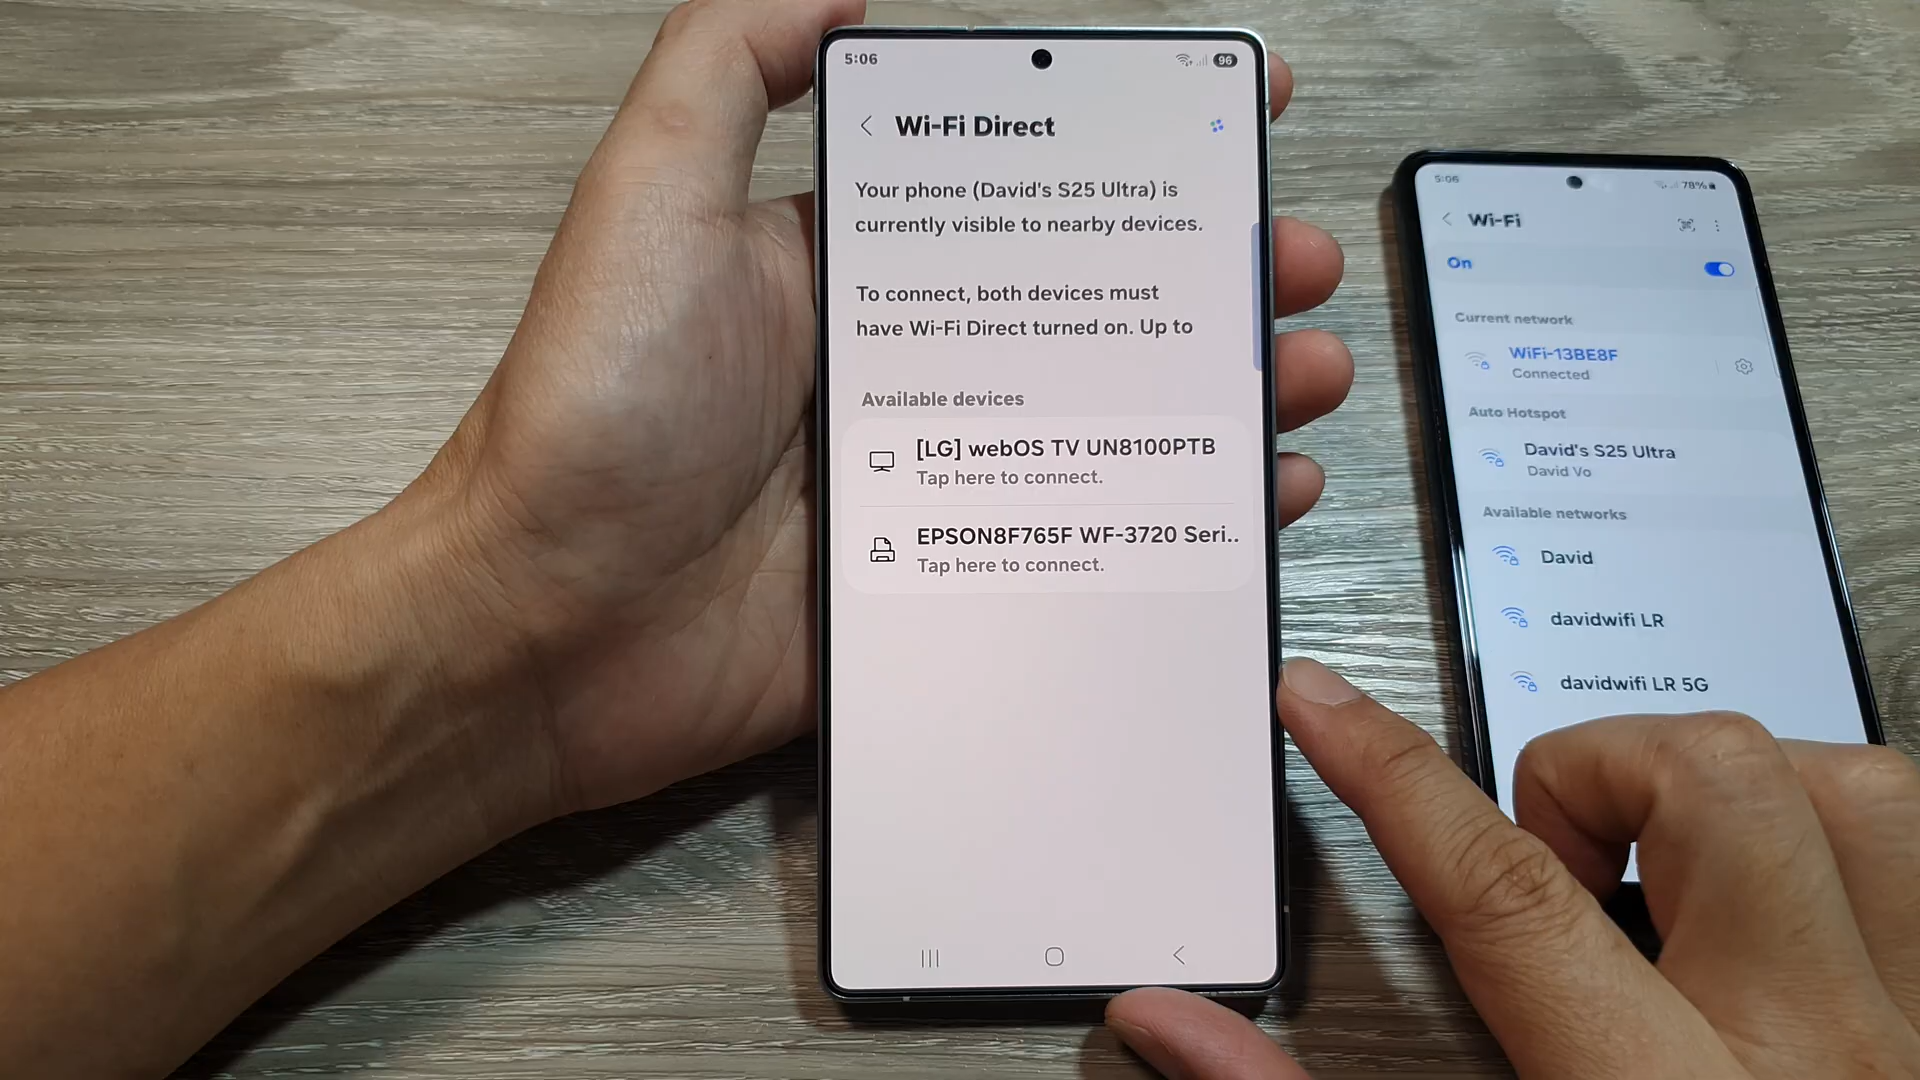 5:06
96
Wi-Fi Direct
Your phone (David's S25 Ultra) is
currently visible to nearby devices.
To connect, both devices must
have Wi-Fi Direct turned on. Up to
Available devices
[LG] webOS TV UN8100PTB
Tap here to connect.
EPSON8F765F WF-3720 Seri..
Tap here to connect.
5:06
78%
Wi-Fi
On
Current network
WiFi-13BE8F
Connected
Auto Hotspot
David's S25 Ultra
David Vo
Available networks
David
davidwifi LR
davidwifi LR 5G